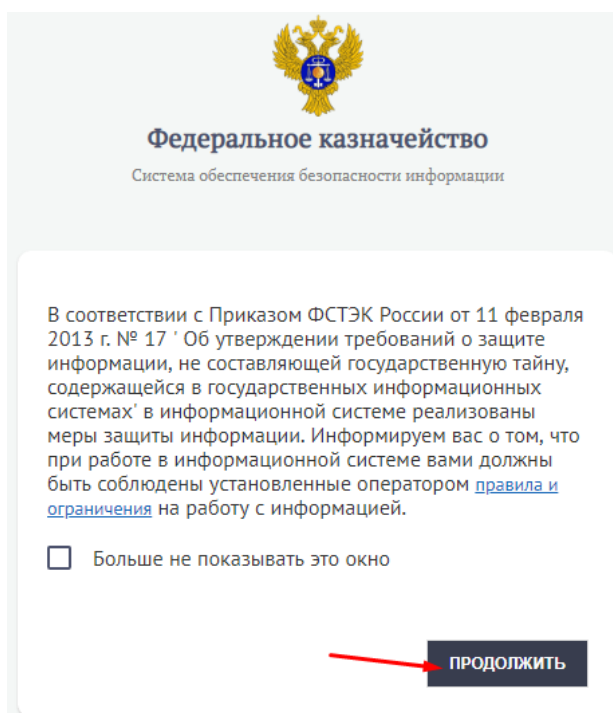 Федеральное казначейство
Система обеспечения безопасности информации
В соответствии с Приказом ФСТЭК России от 11 февраля
2013 г. № 17 ' Об утверждении требований о защите
информации, не составляющей государственную тайну,
содержащейся в государственных информационных
системах' в информационной системе реализованы
меры защиты информации. Информируем вас о том, что
при работе в информационной системе вами должны
быть соблюдены установленные оператором правила и
ограничения на работу с информацией.
Больше не показывать это окно
ПРОДОЛЖИТЬ